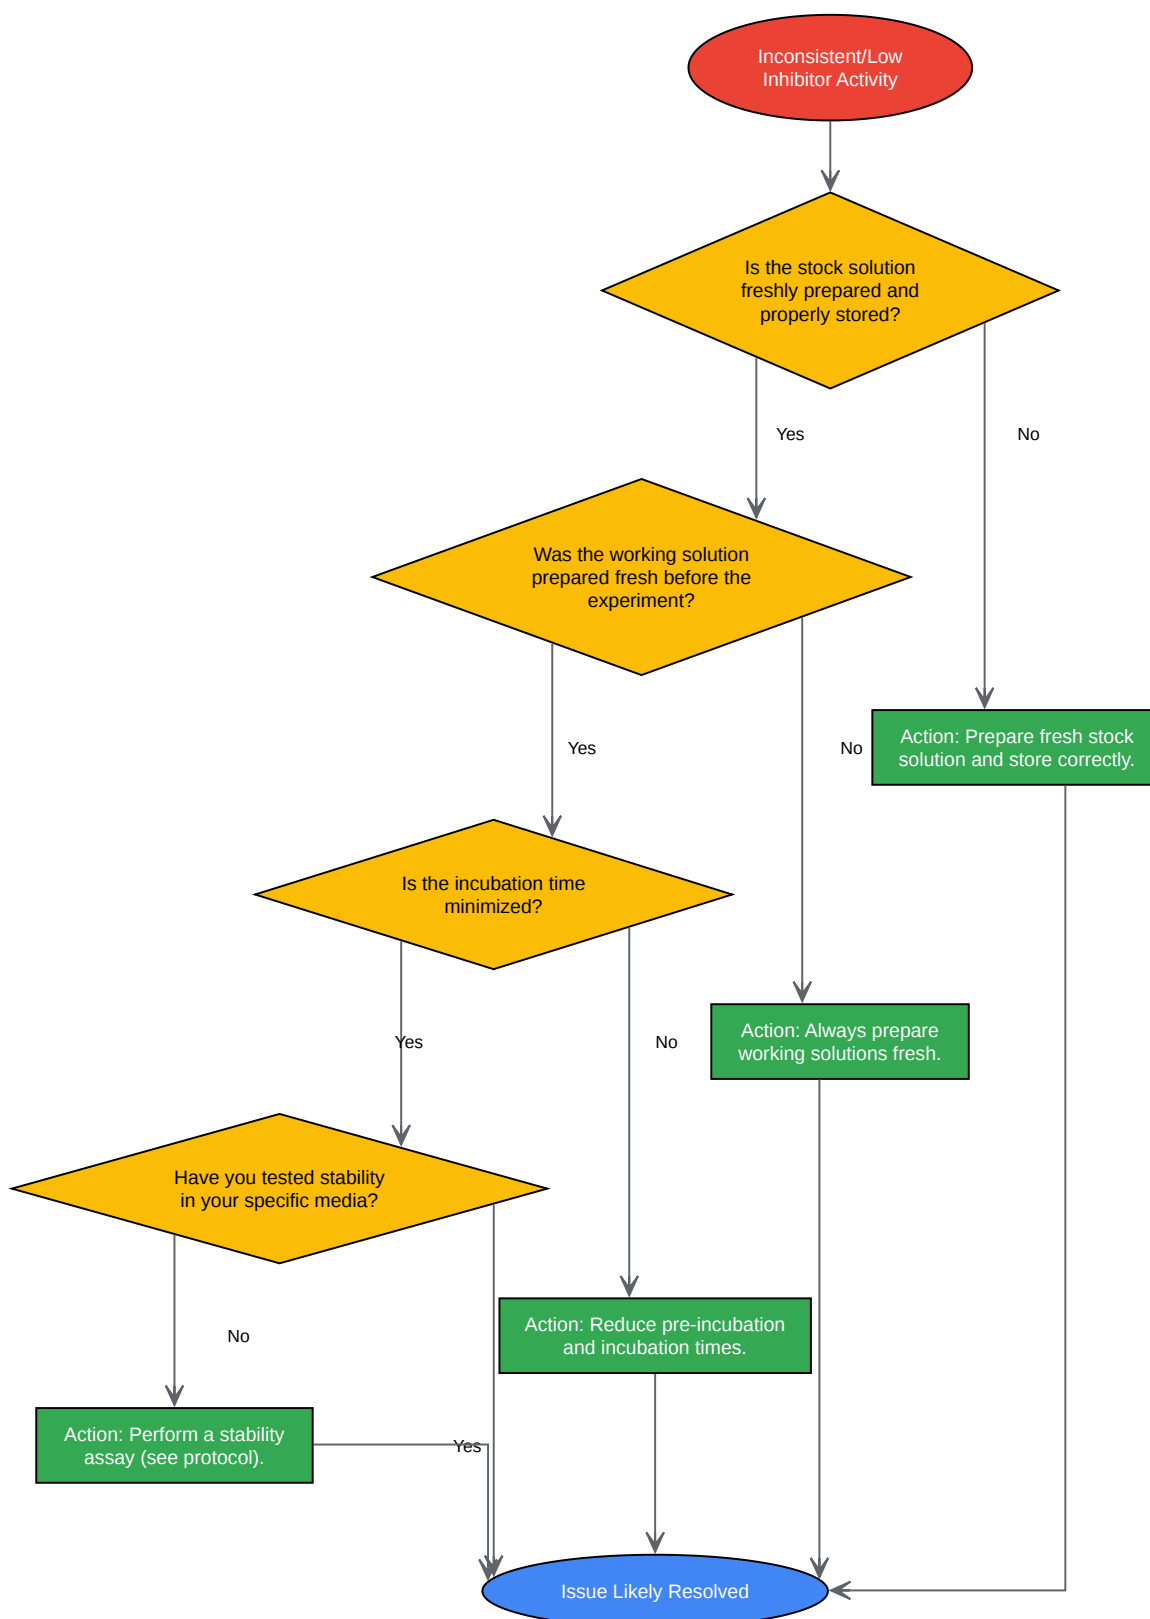 Inconsistent/Low
Inhibitor Activity
Is the stock solution
freshly prepared and
properly stored?
Yes
No
Was the working solution
prepared fresh before the
experiment?
Yes
No
Action: Prepare fresh stock
solution and store correctly.
Is the incubation time
minimized?
Yes
No
Action: Always prepare
working solutions fresh.
Have you tested stability
in your specific media?
No
Action: Reduce pre-incubation
and incubation times.
Action: Perform a stability
assay (see protocol).
Yes
Issue Likely Resolved